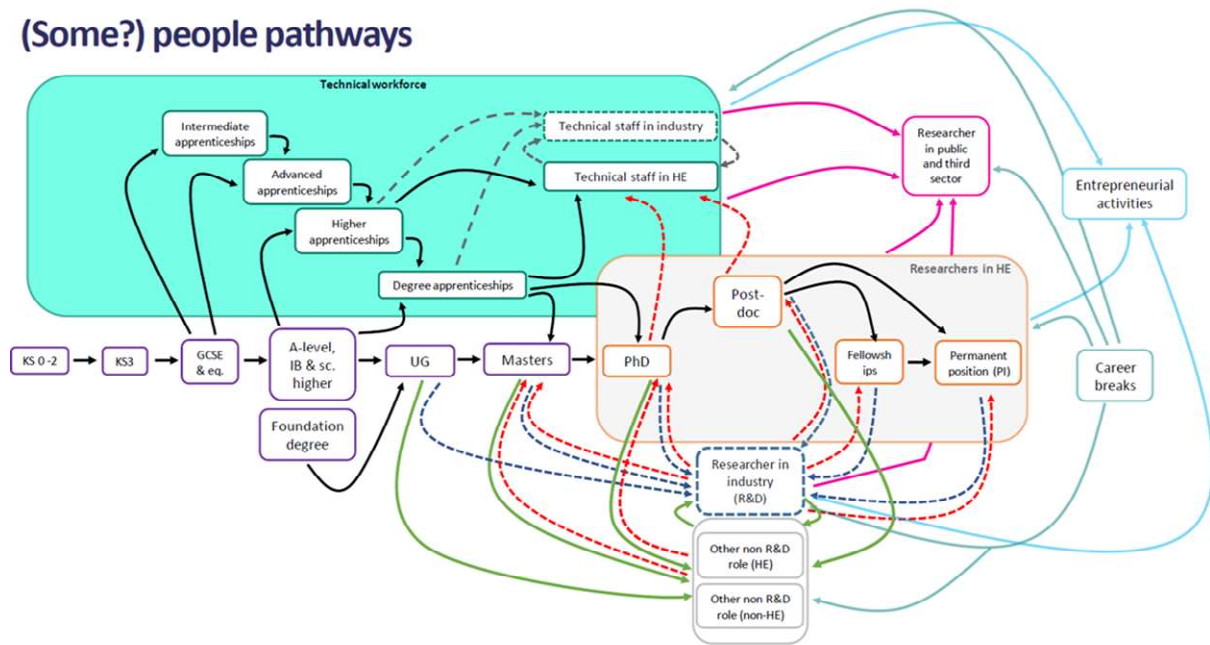 (Some?) people pathways
Technical workforce
Intermediate
apprenticeships
Advanced
apprenticeships
Higher
apprenticeships
Degree apprenticeships
Technical staff in industry
Technical staff in HE
Researcher
in public
and third
sector
Entrepreneurial
activities
Researchers in HE
Post-
doc
KS 0 -2
KS3
GCSE
& eq.
A-level,
IB & sc.
higher
UG
Masters
PhD
Fellowsh
ips
Permanent
position (PI)
Career
breaks
Foundation
degree
Researcher in
industry
(R&D)
Other non R&D
role (HE)
Other non R&D
role (non-HE)